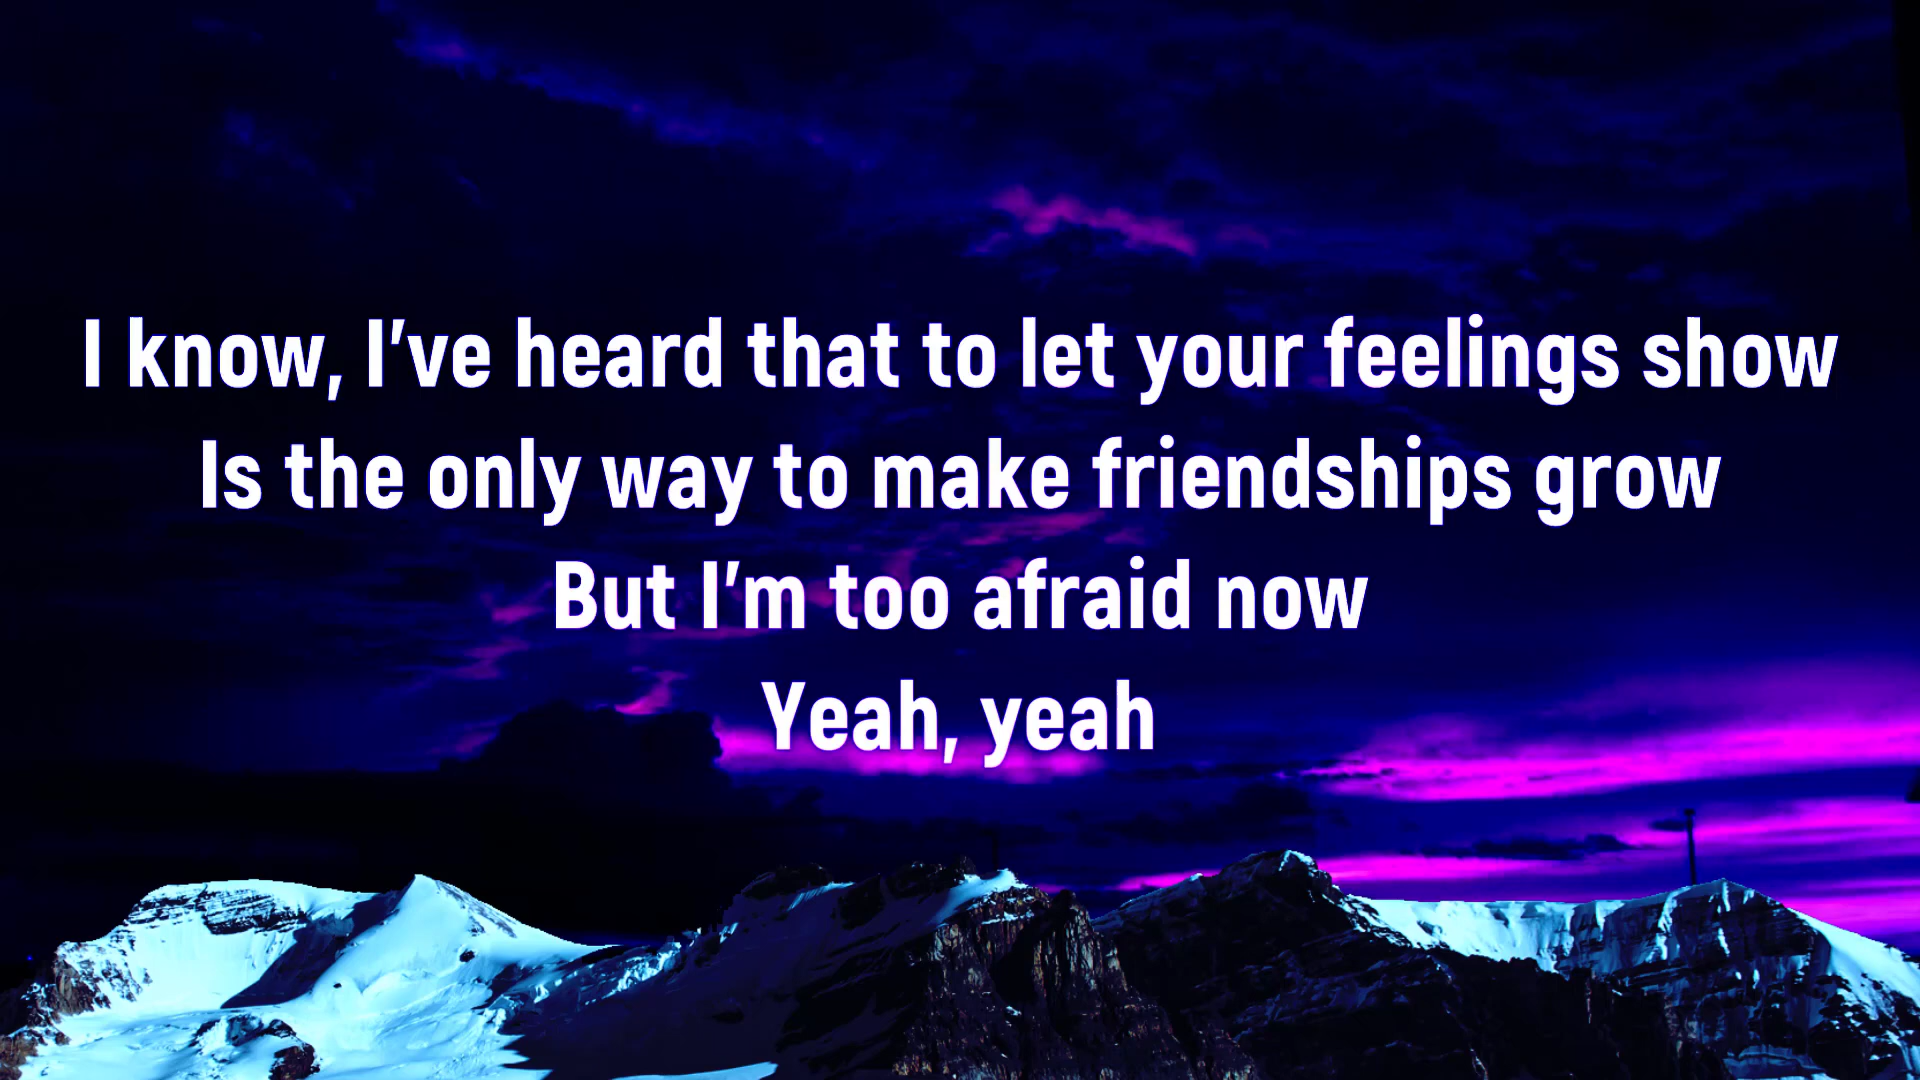 I know, I’ve heard that to let your feelings show
Is the only way to make friendships grow
But I’m too afraid now
Yeah, yeah